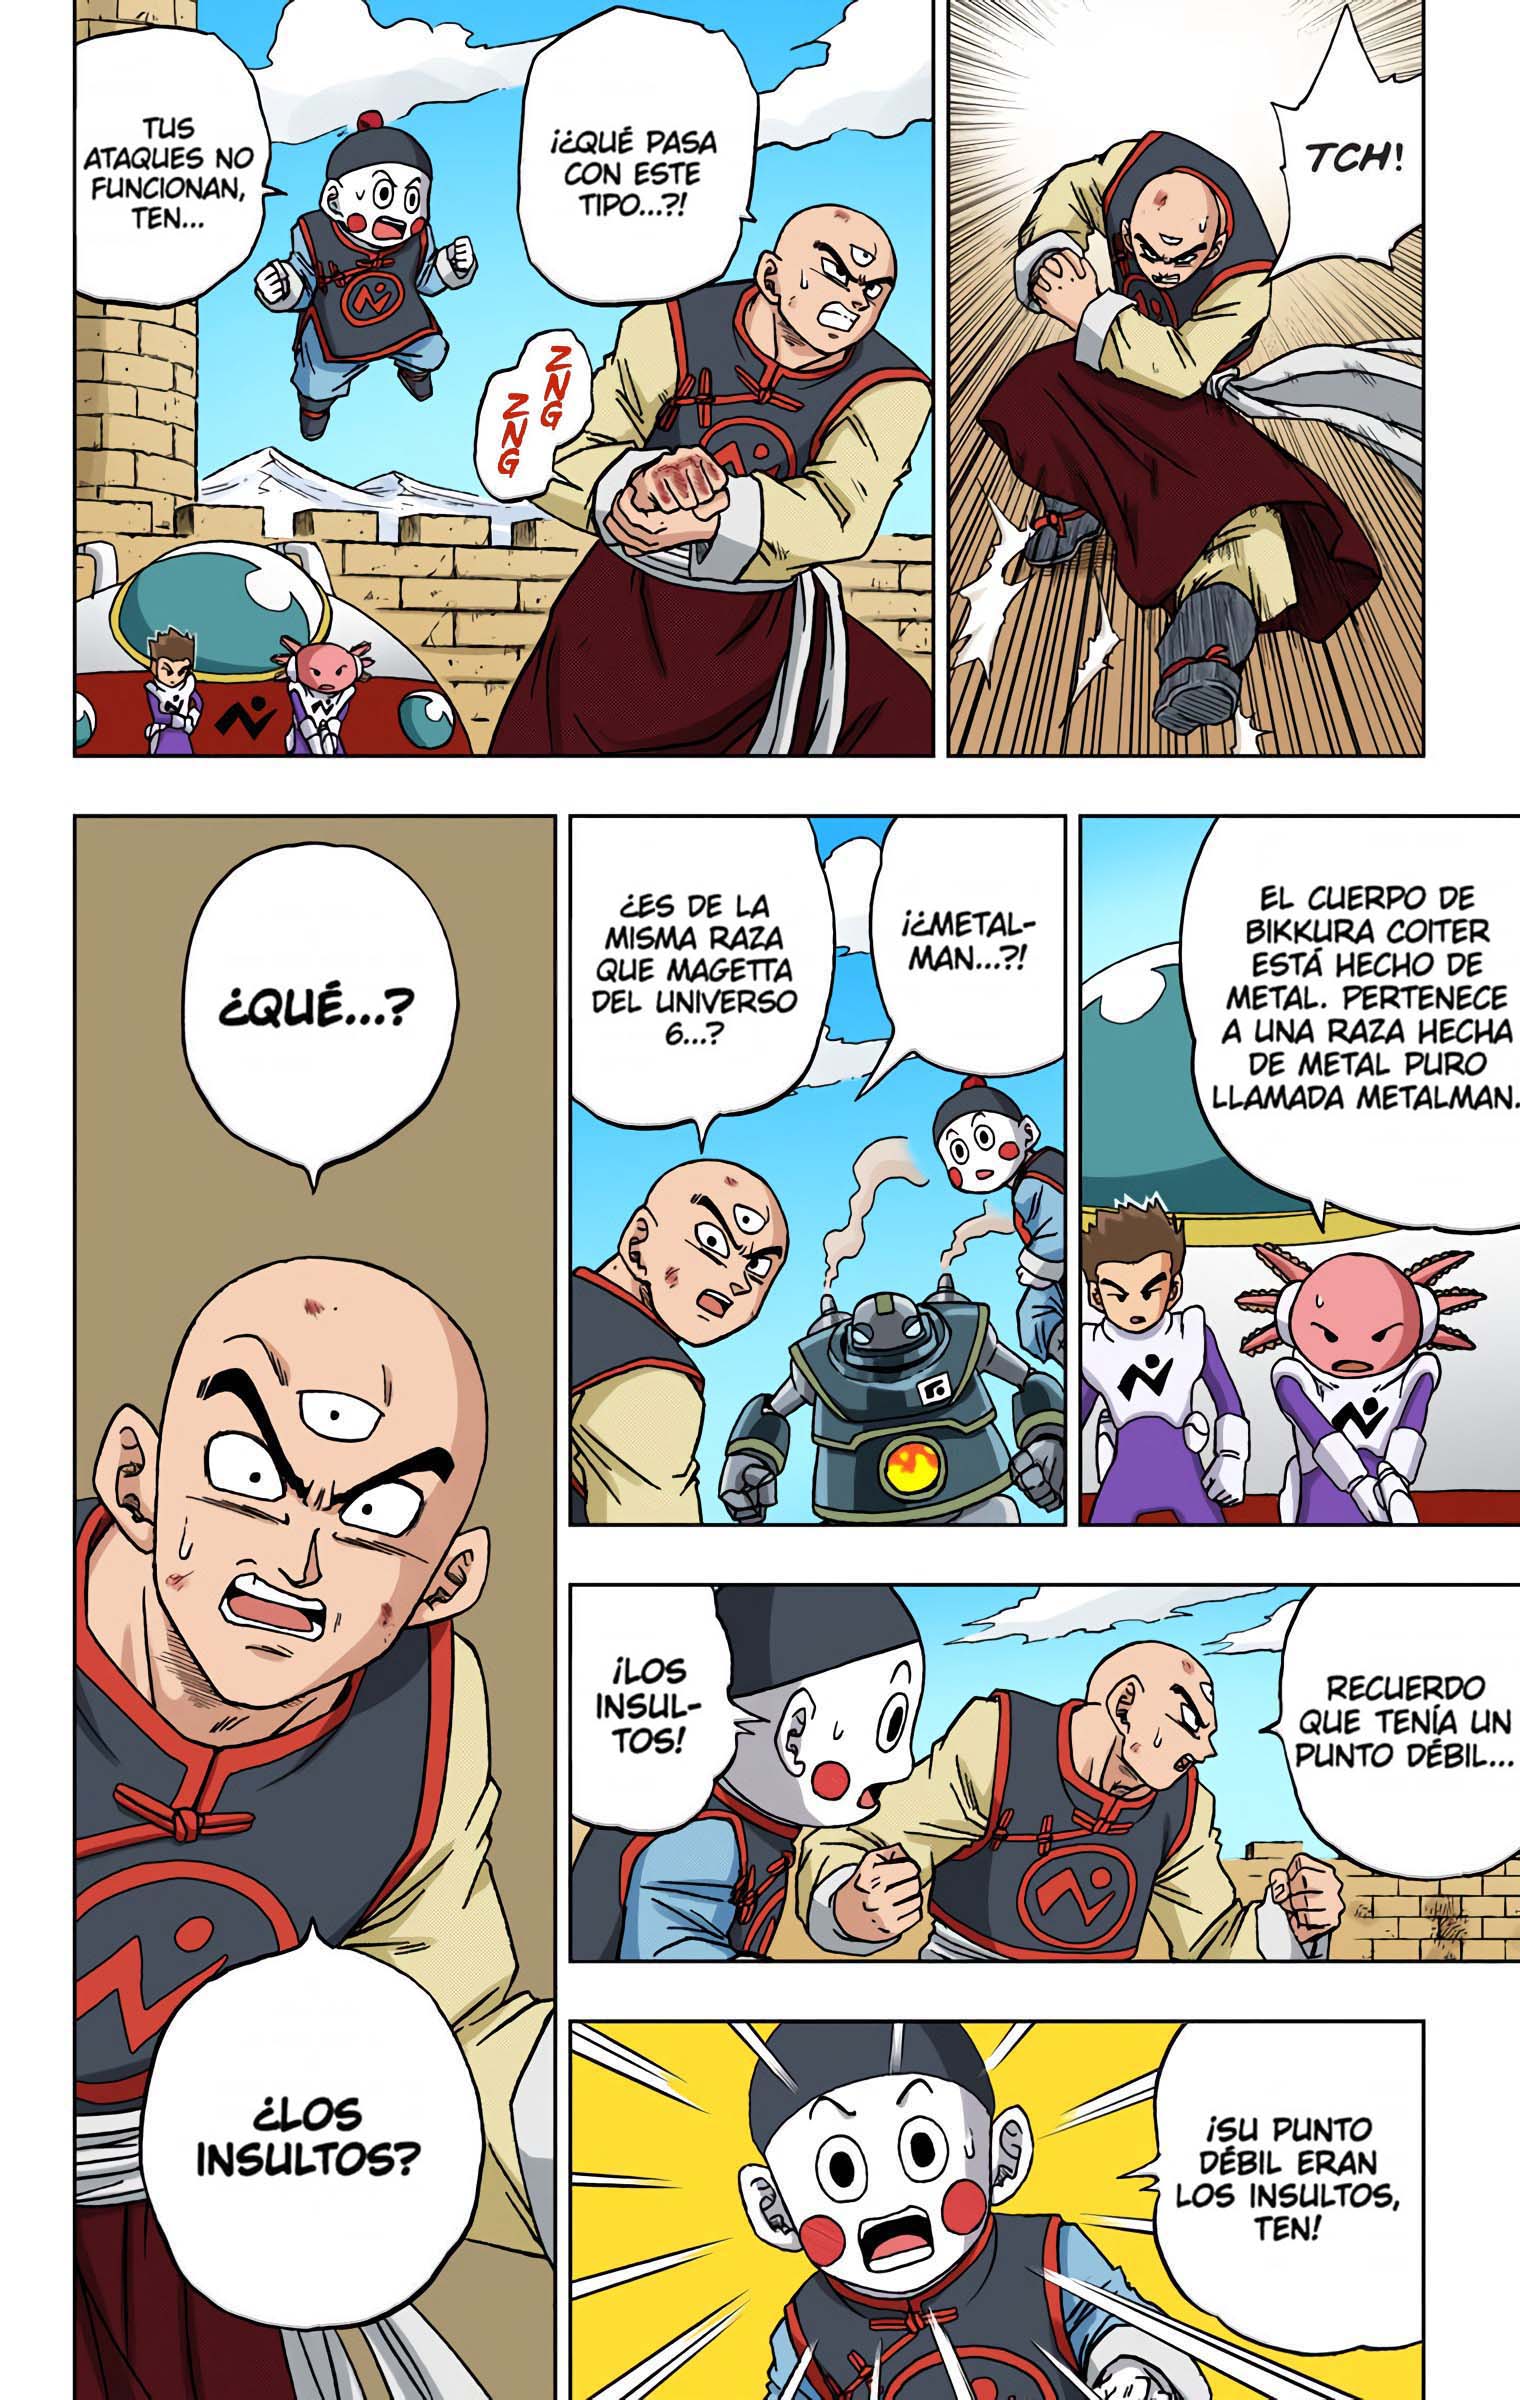 TCH!
¡¿QUÉ PASA
CON ESTE
TIPO...?!
ZNG
ZNG
TUS
ATAQUES NO
FUNCIONAN,
TEN...
EL CUERPO DE
BIKKURA COITER
ESTÁ HECHO DE
METAL. PERTENECE
A UNA RAZA HECHA
DE METAL PURO
LLAMADA METALMAN.
¡¿METAL-
MAN...?!
¿ES DE LA
MISMA RAZA
QUE MAGETTA
DEL UNIVERSO
6...?
RECUERDO
QUE TENÍA UN
PUNTO DÉBIL...
¡LOS
INSUL-
TOS!
¡SU PUNTO
DÉBIL ERAN
LOS INSULTOS,
TEN!
¿QUÉ...?
¿LOS
INSULTOS?